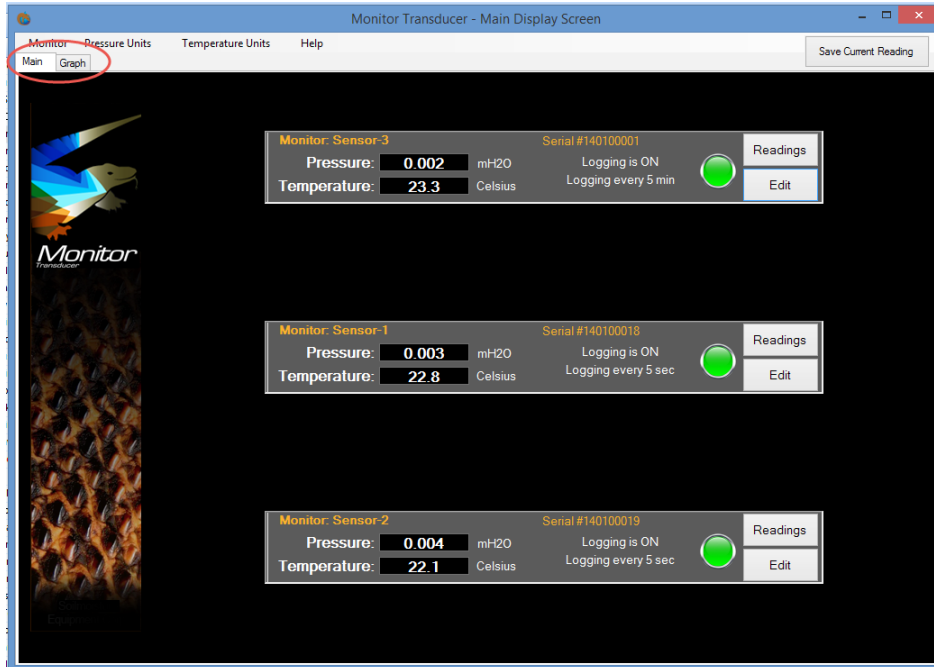 Monitor Transducer - Main Display Screen
Monitor Pressure Units Temperature Units Help
Save Current Reading
Main Graph
Monitor
Transducer
Monitor: Sensor-3 Serial #140100001
Pressure: 0.002 mH2O Logging is ON Readings
Temperature: 23.3 Celsius Logging every 5 min Edit
Monitor: Sensor-1 Serial #140100018
Pressure: 0.003 mH2O Logging is ON Readings
Temperature: 22.8 Celsius Logging every 5 sec Edit
Monitor: Sensor-2 Serial #140100019
Pressure: 0.004 mH2O Logging is ON Readings
Temperature: 22.1 Celsius Logging every 5 sec Edit